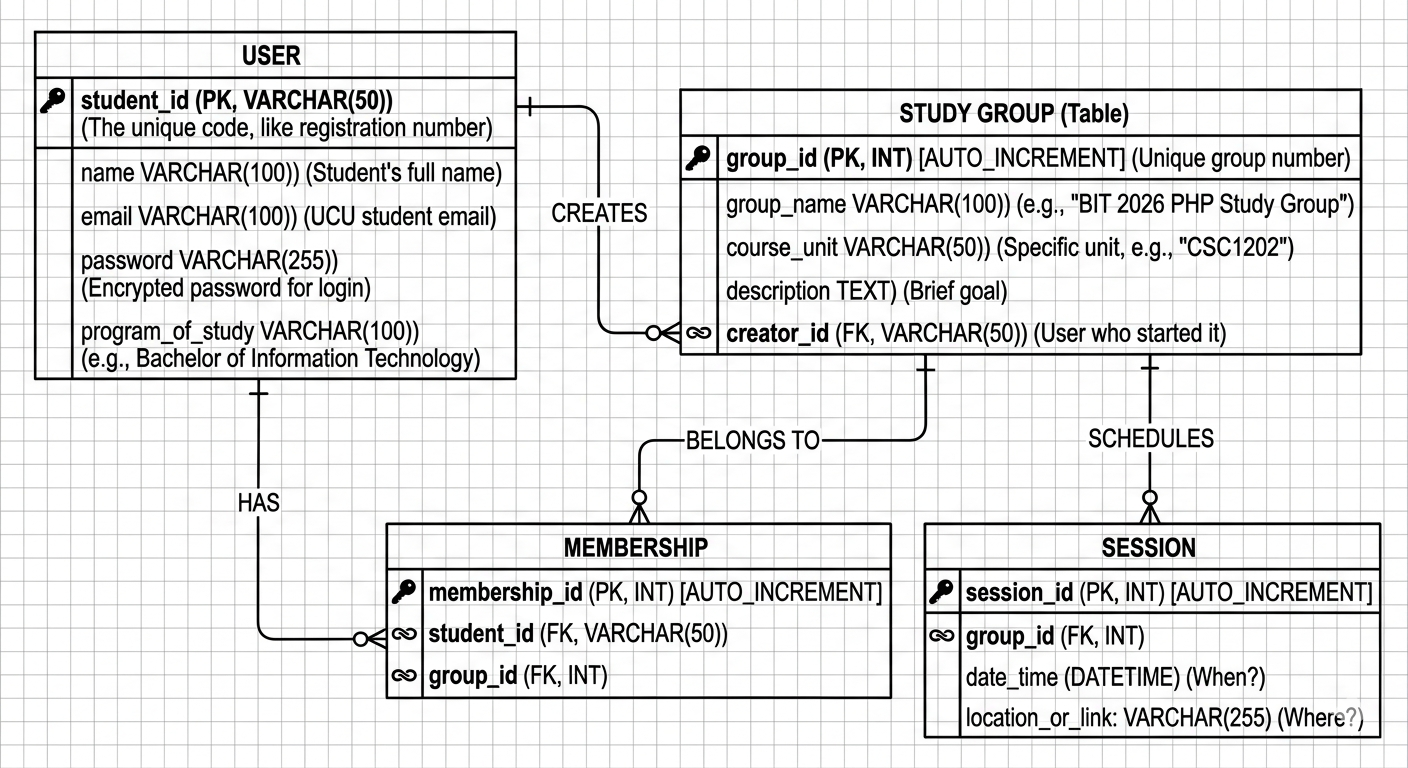 USER
student_id (PK, VARCHAR(50))
(The unique code, like registration number)
name VARCHAR(100)) (Student's full name)
email VARCHAR(100)) (UCU student email)
password VARCHAR(255))
(Encrypted password for login)
program_of_study VARCHAR(100))
(e.g., Bachelor of Information Technology)
CREATES
STUDY GROUP (Table)
group_id (PK, INT) [AUTO_INCREMENT] (Unique group number)
group_name VARCHAR(100)) (e.g., "BIT 2026 PHP Study Group")
course_unit VARCHAR(50)) (Specific unit, e.g., "CSC1202")
description TEXT) (Brief goal)
creator_id (FK, VARCHAR(50)) (User who started it)
BELONGS TO
SCHEDULES
HAS
MEMBERSHIP
membership_id (PK, INT) [AUTO_INCREMENT]
student_id (FK, VARCHAR(50))
group_id (FK, INT)
SESSION
session_id (PK, INT) [AUTO_INCREMENT]
group_id (FK, INT)
date_time (DATETIME) (When?)
location_or_link: VARCHAR(255) (Where?)